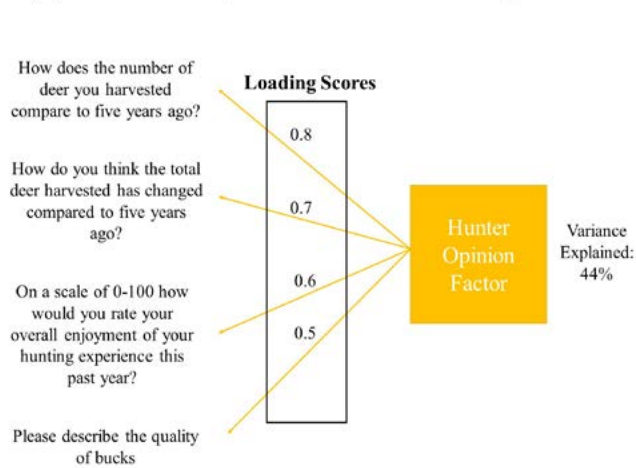 How does the number of
deer you harvested
compare to five years ago?
Loading Scores
0.8
How do you think the total
deer harvested has changed
compared to five years
ago?
0.7
Hunter
Opinion
Factor
Variance
Explained:
44%
On a scale of 0-100 how
would you rate your
overall enjoyment of your
hunting experience this
past year?
0.6
0.5
Please describe the quality
of bucks